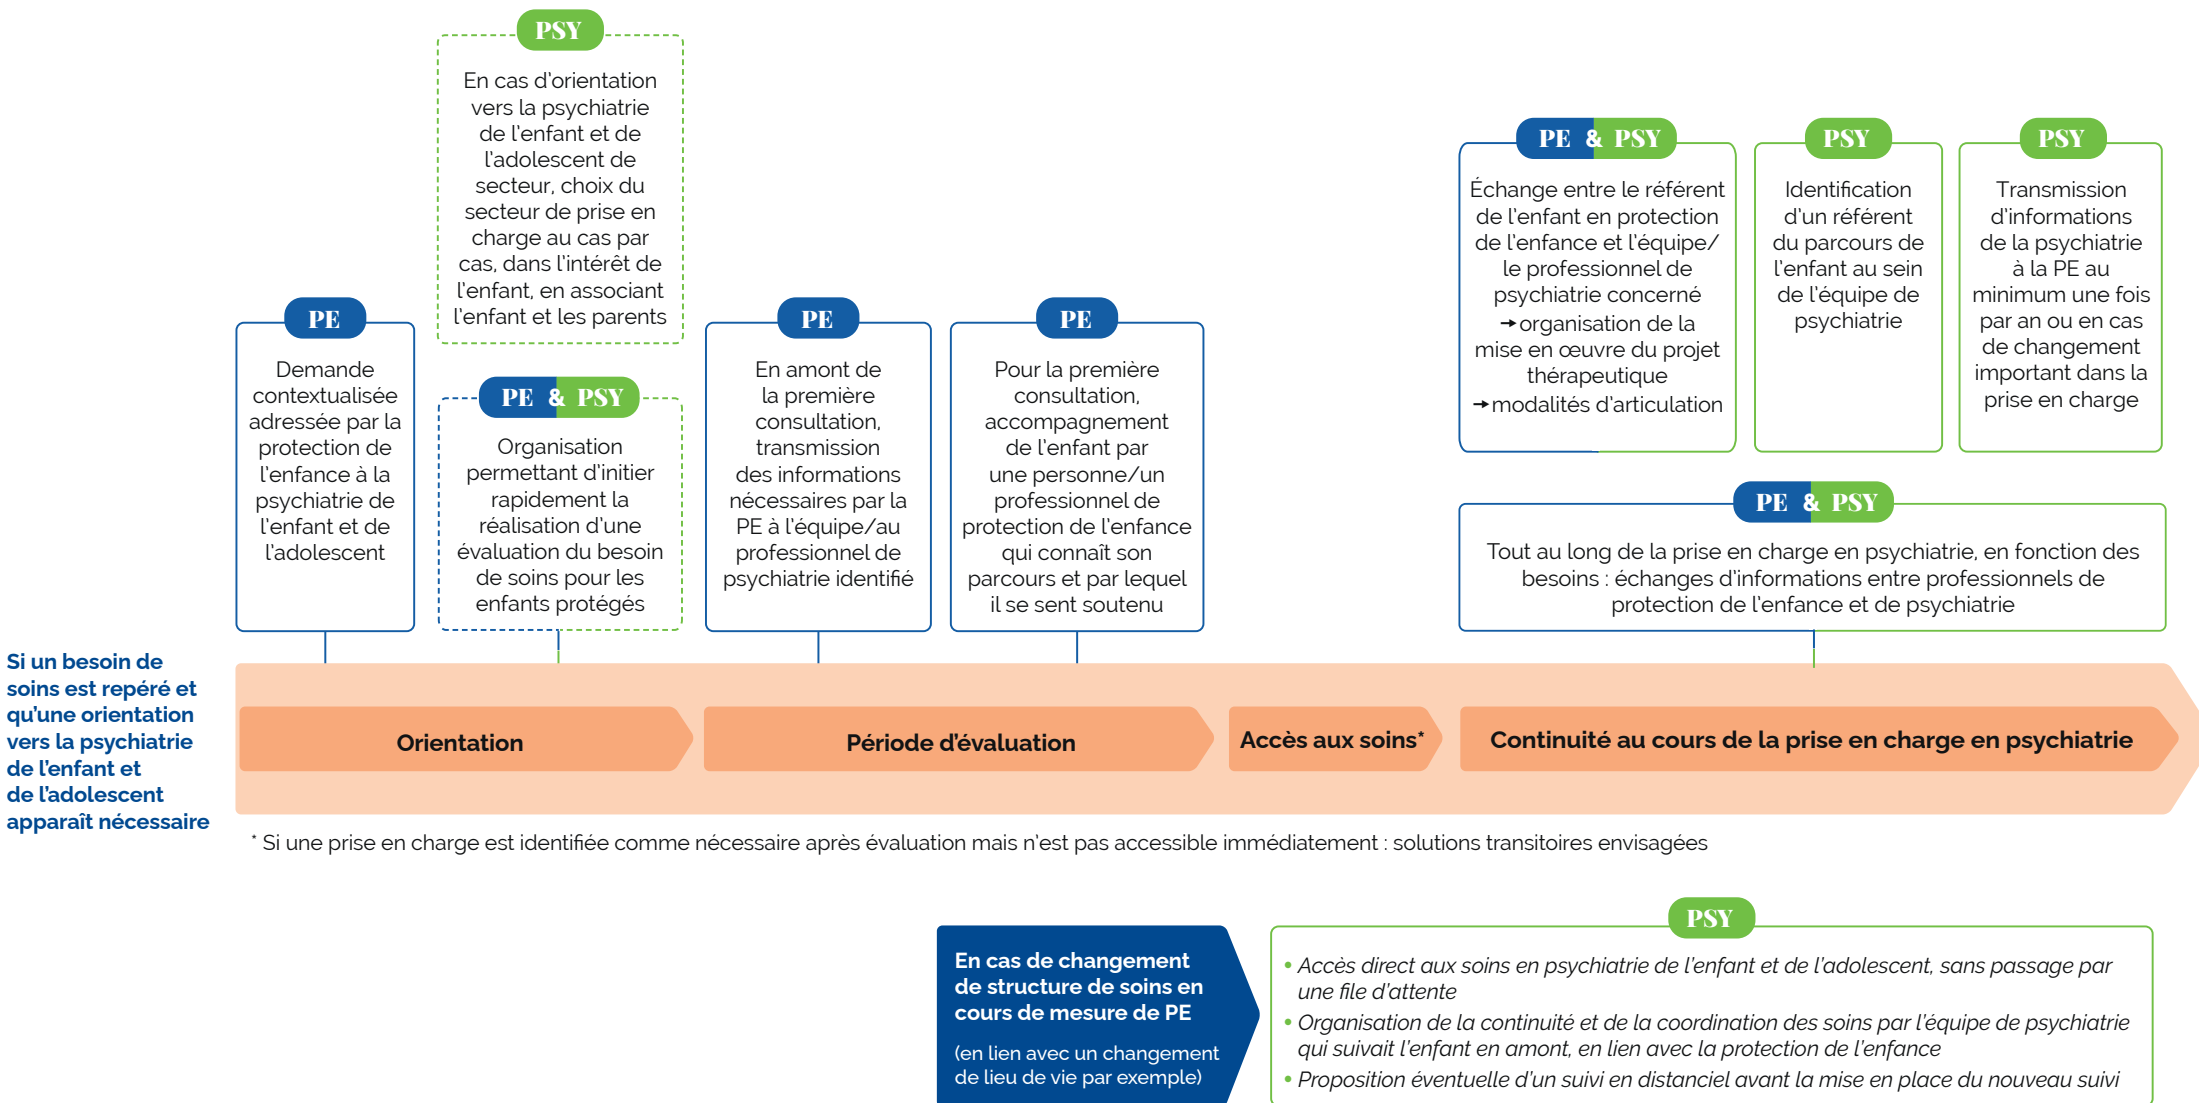 PSY
En cas d'orientation
vers la psychiatrie
de l'enfant et de
l'adolescent de
secteur, choix du
secteur de prise en
charge au cas par
cas, dans l'intérêt de
l'enfant, en associant
l'enfant et les parents
PE
Demande
contextualisée
adressée par la
protection de
l'enfance à la
psychiatrie de
l'enfant et de
l'adolescent
PE & PSY
Organisation
permettant d'initier
rapidement la
réalisation d'une
évaluation du besoin
de soins pour les
enfants protégés
PE
En amont de
la première
consultation,
transmission
des informations
nécessaires par la
PE à l'équipe/au
professionnel de
psychiatrie identifié
PE
Pour la première
consultation,
accompagnement
de l'enfant par
une personne/un
professionnel de
protection de l'enfance
qui connaît son
parcours et par lequel
il se sent soutenu
PE & PSY
Échange entre le référent
de l'enfant en protection
de l'enfance et l'équipe/
le professionnel de
psychiatrie concerné
→ organisation de la
mise en œuvre du projet
thérapeutique
→ modalités d'articulation
PSY
Identification
d'un référent
du parcours de
l'enfant au sein
de l'équipe de
psychiatrie
PSY
Transmission
d'informations
de la psychiatrie
à la PE au
minimum une fois
par an ou en cas
de changement
important dans la
prise en charge
PE & PSY
Tout au long de la prise en charge en psychiatrie, en fonction des
besoins : échanges d'informations entre professionnels de
protection de l'enfance et de psychiatrie
Si un besoin de
soins est repéré et
qu'une orientation
vers la psychiatrie
de l'enfant et
de l'adolescent
apparaît nécessaire
Orientation
Période d'évaluation
Accès aux soins*
Continuité au cours de la prise en charge en psychiatrie
* Si une prise en charge est identifiée comme nécessaire après évaluation mais n'est pas accessible immédiatement : solutions transitoires envisagées
En cas de changement
de structure de soins en
cours de mesure de PE
(en lien avec un changement
de lieu de vie par exemple)
PSY
• Accès direct aux soins en psychiatrie de l'enfant et de l'adolescent, sans passage par
une file d'attente
• Organisation de la continuité et de la coordination des soins par l'équipe de psychiatrie
qui suivait l'enfant en amont, en lien avec la protection de l'enfance
• Proposition éventuelle d'un suivi en distanciel avant la mise en place du nouveau suivi